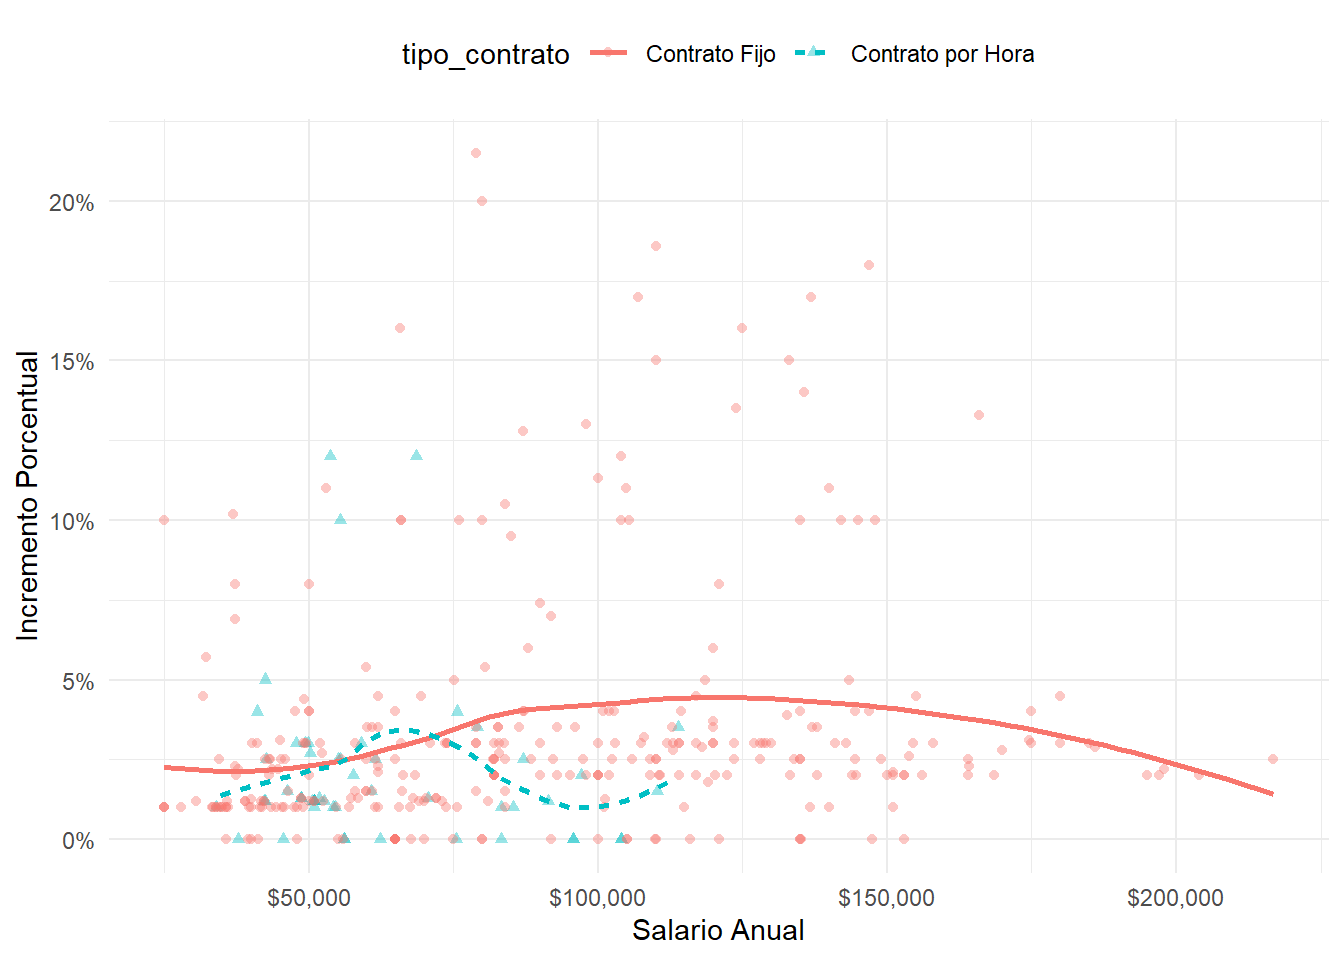 tipo_contrato Contrato Fijo Contrato por Hora
20%
15%
10%
5%
0%
Incremento Porcentual
$50,000 $100,000 $150,000 $200,000
Salario Anual